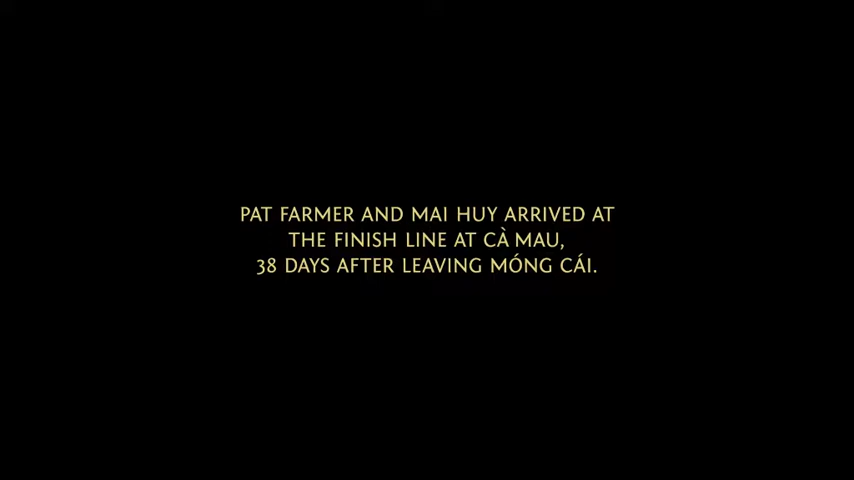 PAT FARMER AND MAI HUY ARRIVED AT
THE FINISH LINE AT CÀ MAU,
38 DAYS AFTER LEAVING MÓNG CÁI.